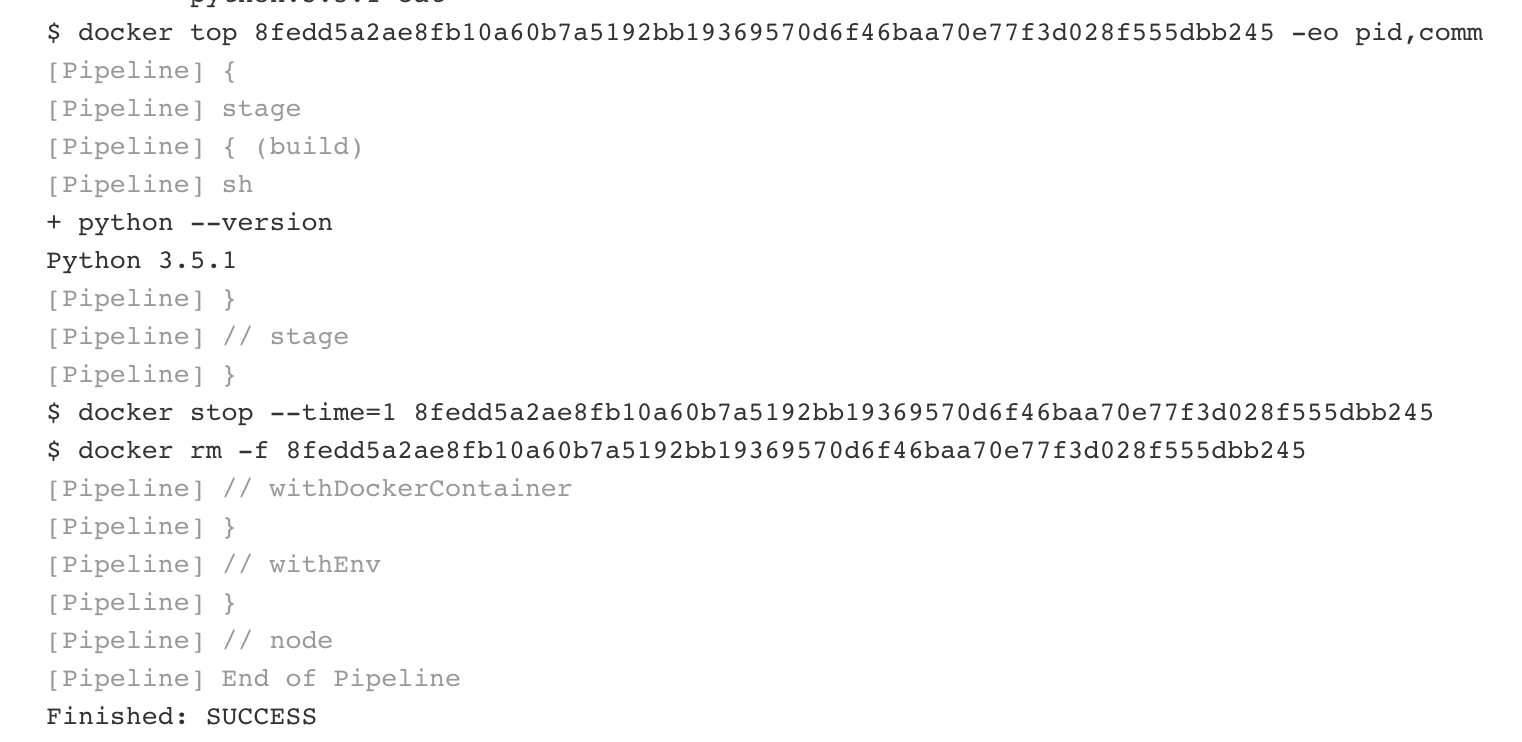 $ docker top 8fedd5a2ae8fb10a60b7a5192bb19369570d6f46baa70e77f3d028f555dbb245 -eo pid,comm
[Pipeline] {
[Pipeline] stage
[Pipeline] { (build)
[Pipeline] sh
+ python --version
Python 3.5.1
[Pipeline] }
[Pipeline] // stage
[Pipeline] }
$ docker stop --time=1 8fedd5a2ae8fb10a60b7a5192bb19369570d6f46baa70e77f3d028f555dbb245
$ docker rm -f 8fedd5a2ae8fb10a60b7a5192bb19369570d6f46baa70e77f3d028f555dbb245
[Pipeline] // withDockerContainer
[Pipeline] }
[Pipeline] // withEnv
[Pipeline] }
[Pipeline] // node
[Pipeline] End of Pipeline
Finished: SUCCESS